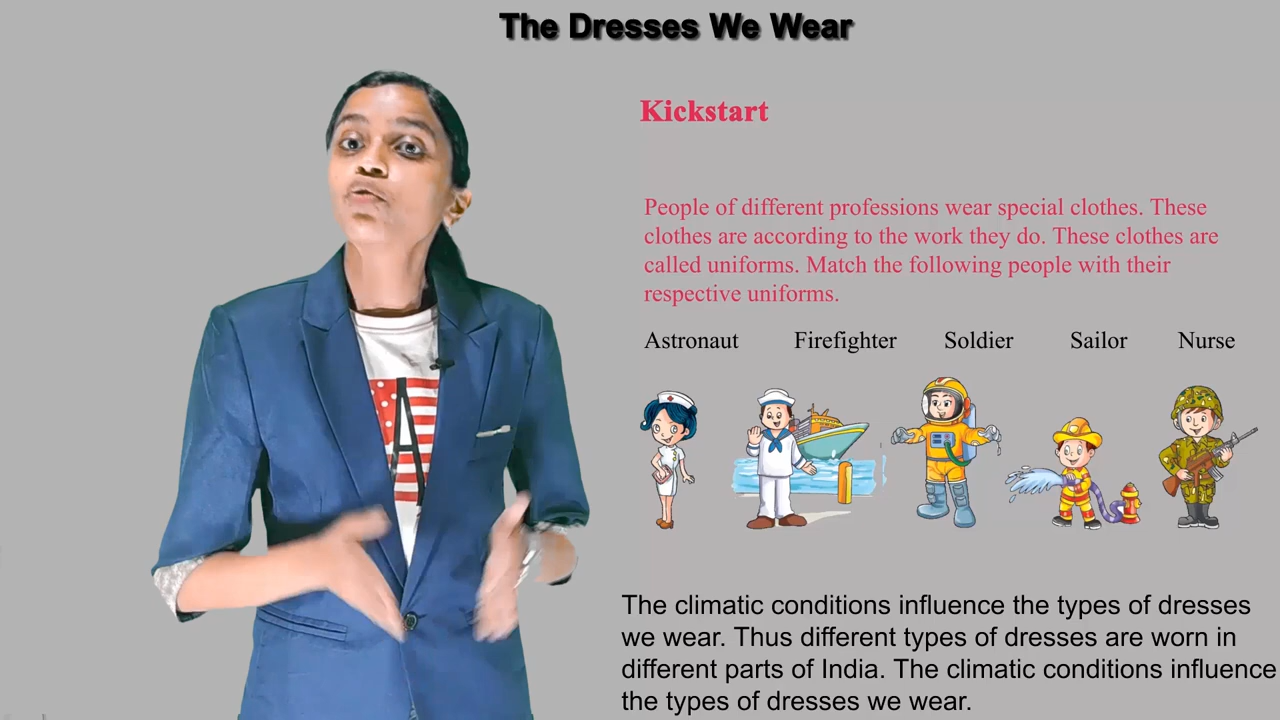 The Dresses We Wear
Kickstart
People of different professions wear special clothes. These
clothes are according to the work they do. These clothes are
called uniforms. Match the following people with their
respective uniforms.
Astronaut Firefighter Soldier Sailor Nurse
A
The climatic conditions influence the types of dresses
we wear. Thus different types of dresses are worn in
different parts of India. The climatic conditions influence
the types of dresses we wear.